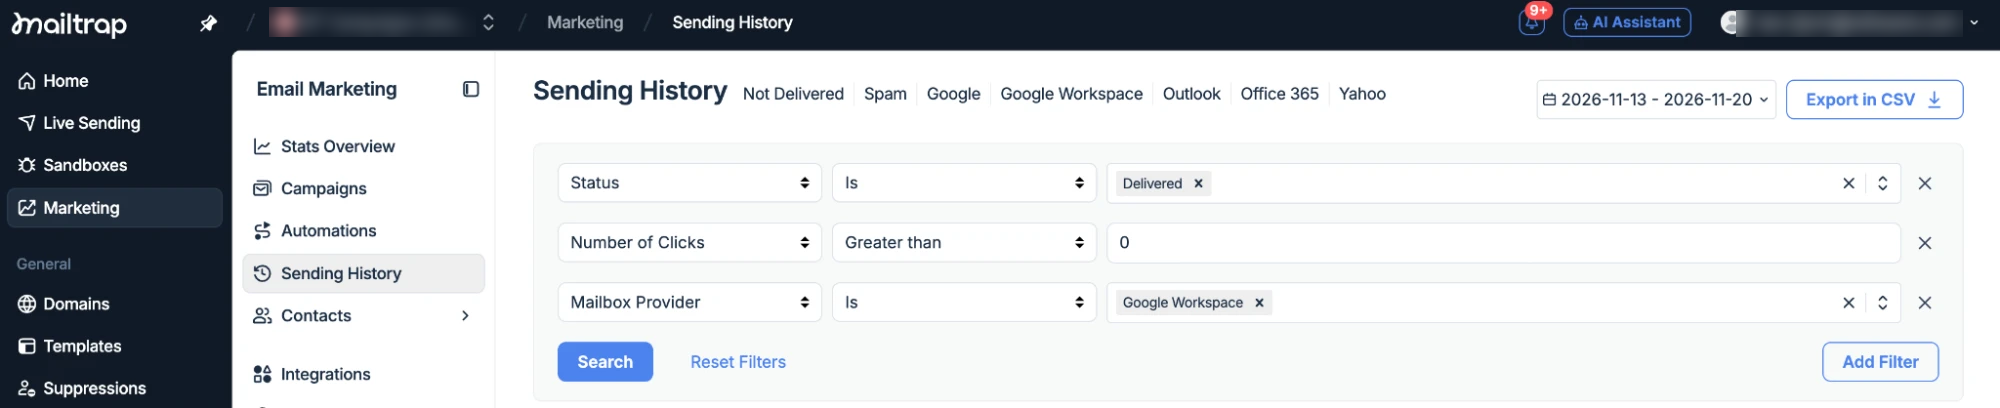 mailtrap
/ / Marketing / Sending History
9+
AI Assistant
Home
Live Sending
Sandboxes
Marketing
General
Domains
Templates
Suppressions
Email Marketing
Stats Overview
Campaigns
Automations
Sending History
Contacts
Integrations
Sending History
Not Delivered Spam Google Google Workspace Outlook Office 365 Yahoo
2026-11-13 - 2026-11-20
Export in CSV
Status Is Delivered
Number of Clicks Greater than 0
Mailbox Provider Is Google Workspace
Search Reset Filters Add Filter